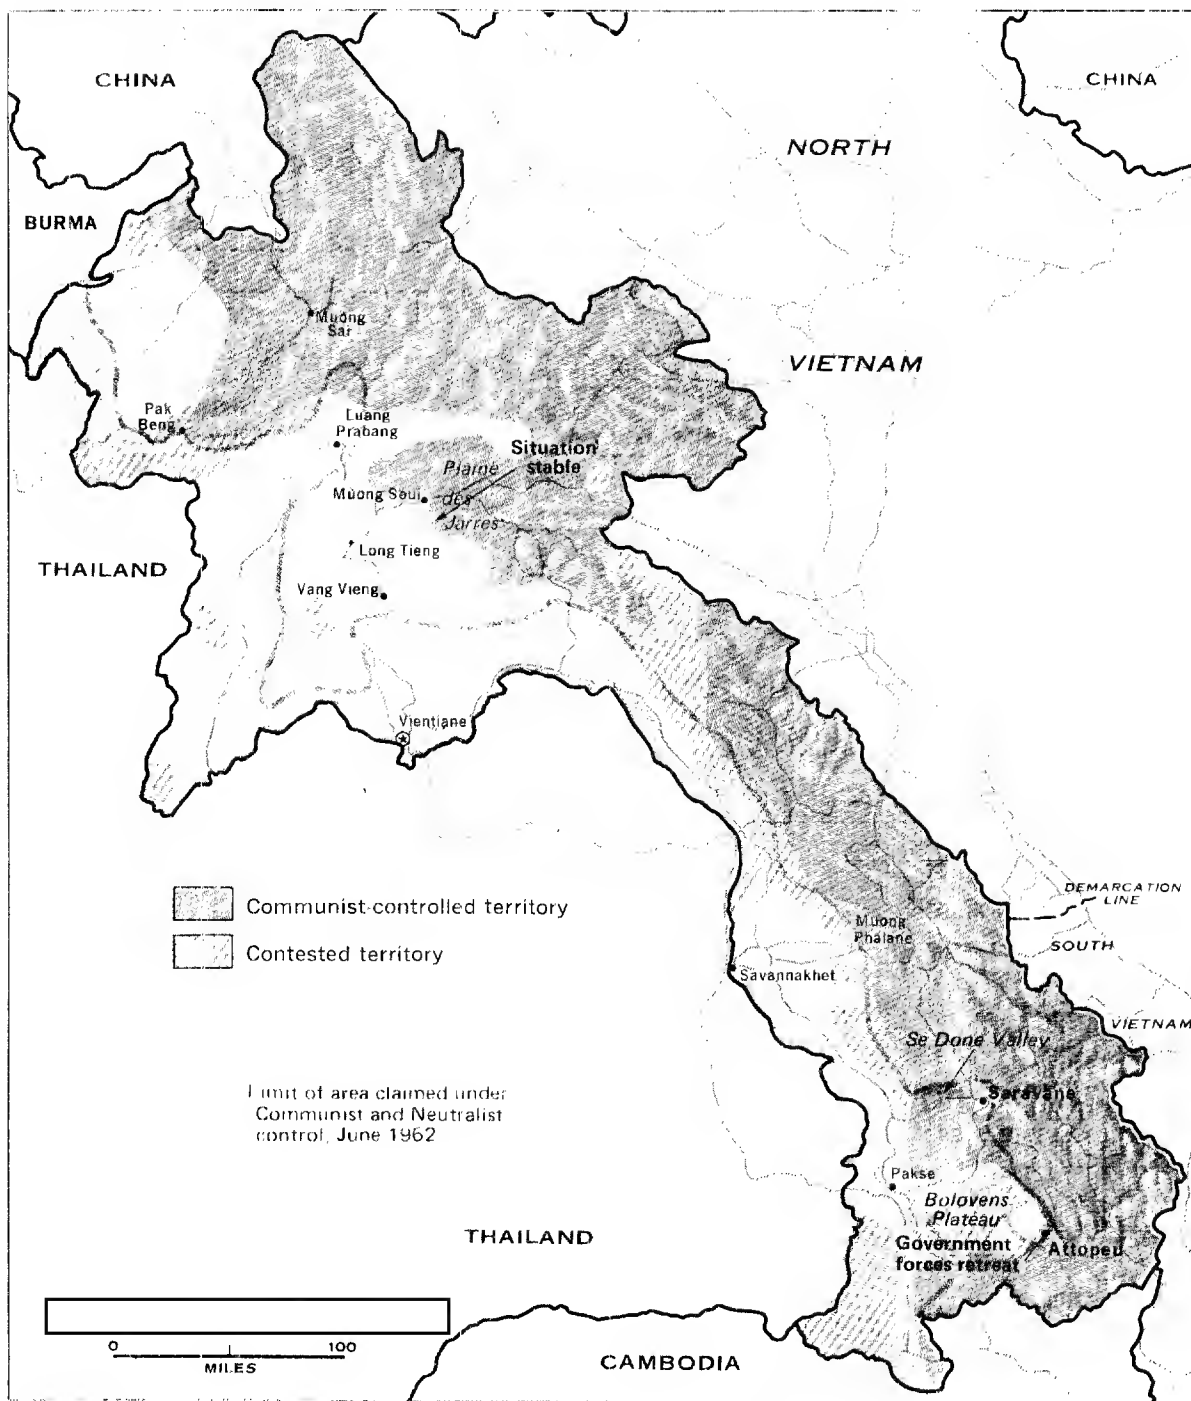 CHINA
CHINA
NORTH
BURMA
Muong
Sai
VIETNAM
Pak
Beng
Luang
Prabang
Situation
stable
Plaine
des
Jarres
Muong Soui
Long Tieng
THAILAND
Vang Vieng
Vientiane
Communist-controlled territory
Contested territory
DEMARCATION
LINE
Muong
Phalane
SOUTH
Savannakhet
VIETNAM
Se Done Valley
Limit of area claimed under
Communist and Neutralist
control, June 1962
Saravane
Pakse
Bolovens
Plateau
THAILAND
Government
forces retreat
Attopeu
0 100
MILES
CAMBODIA